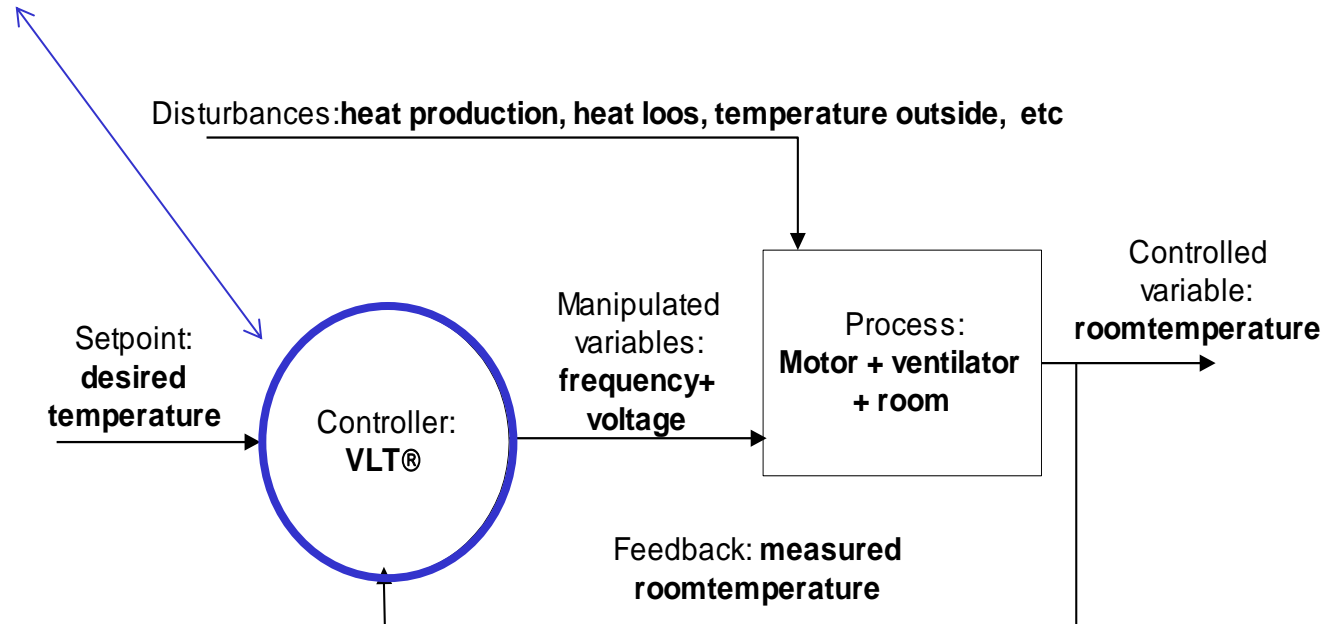 Disturbances:heat production, heat loos, temperature outside, etc
Setpoint:
desired
temperature
Controller:
VLT®
Manipulated
variables:
frequency+
voltage
Process:
Motor + ventilator
+ room
Controlled
variable:
roomtemperature
Feedback: measured
roomtemperature